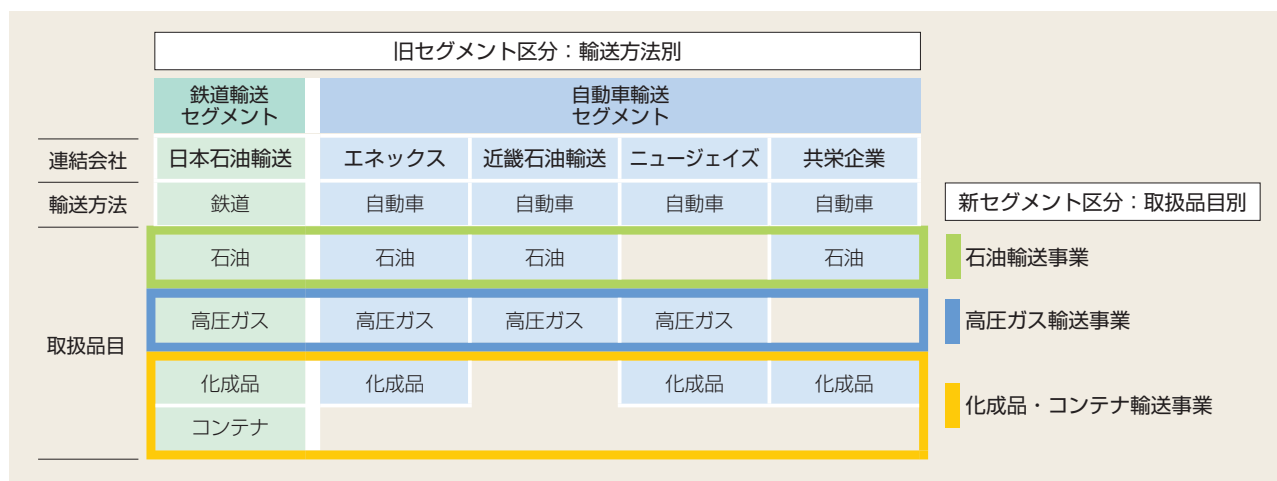 旧セグメント区分：輸送方法別
鉄道輸送
セグメント
自動車輸送
セグメント
連結会社 日本石油輸送 エネックス 近畿石油輸送 ニュージェイズ 共栄企業
輸送方法 鉄道 自動車 自動車 自動車 自動車
新セグメント区分：取扱品目別
取扱品目
石油 石油 石油 石油
石油輸送事業
高圧ガス 高圧ガス 高圧ガス 高圧ガス
高圧ガス輸送事業
化成品 化成品 化成品 化成品
コンテナ
化成品・コンテナ輸送事業